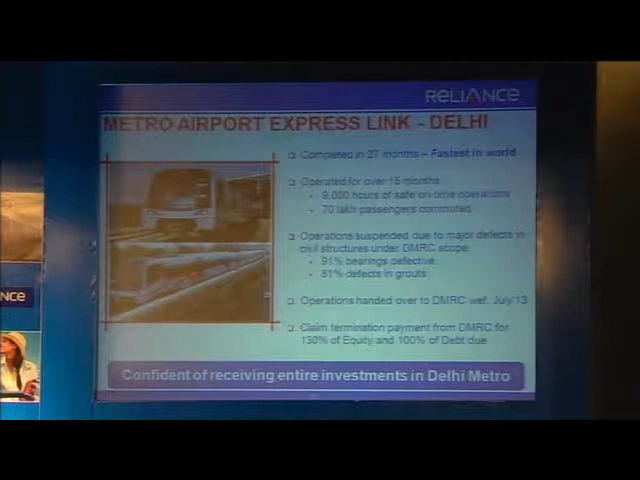 RELIANCE
METRO AIRPORT EXPRESS LINK - DELHI
Completed in 27 months – Fastest in world
Operated for over 15 months
- 9,000 hours of safe on-time operations
- 70 lakh passengers commuted
Operations suspended due to major defects in
civil structures under DMRC scope
91% bearings defective
81% defects in grouts
Operations handed over to DMRC wef. July'13
Claim termination payment from DMRC for
130% of Equity and 100% of Debt due
Confident of receiving entire investments in Delhi Metro
NCE